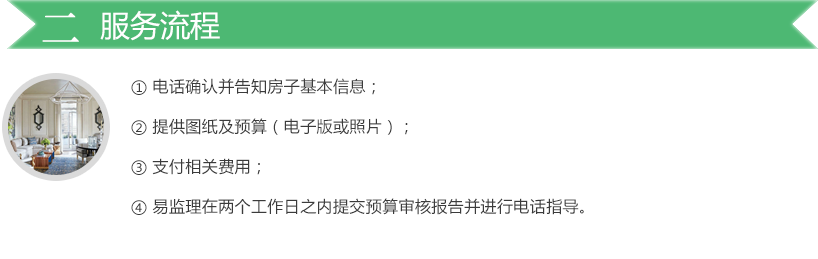 二 服务流程
① 电话确认并告知房子基本信息；
② 提供图纸及预算（电子版或照片）；
③ 支付相关费用；
④ 易监理在两个工作日之内提交预算审核报告并进行电话指导。